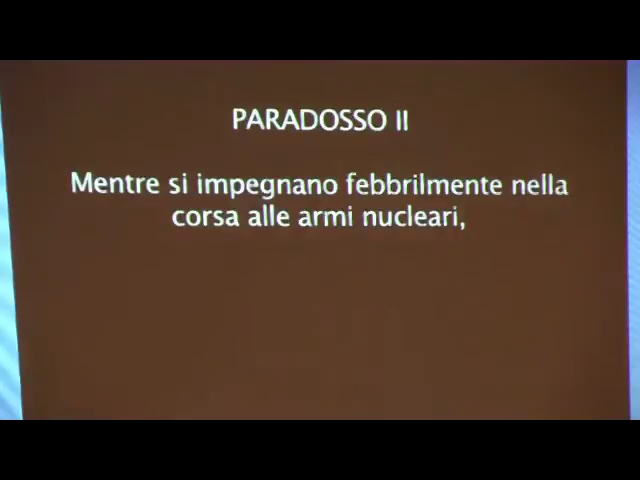 PARADOSSO II
Mentre si impegnano febbrilmente nella
corsa alle armi nucleari,